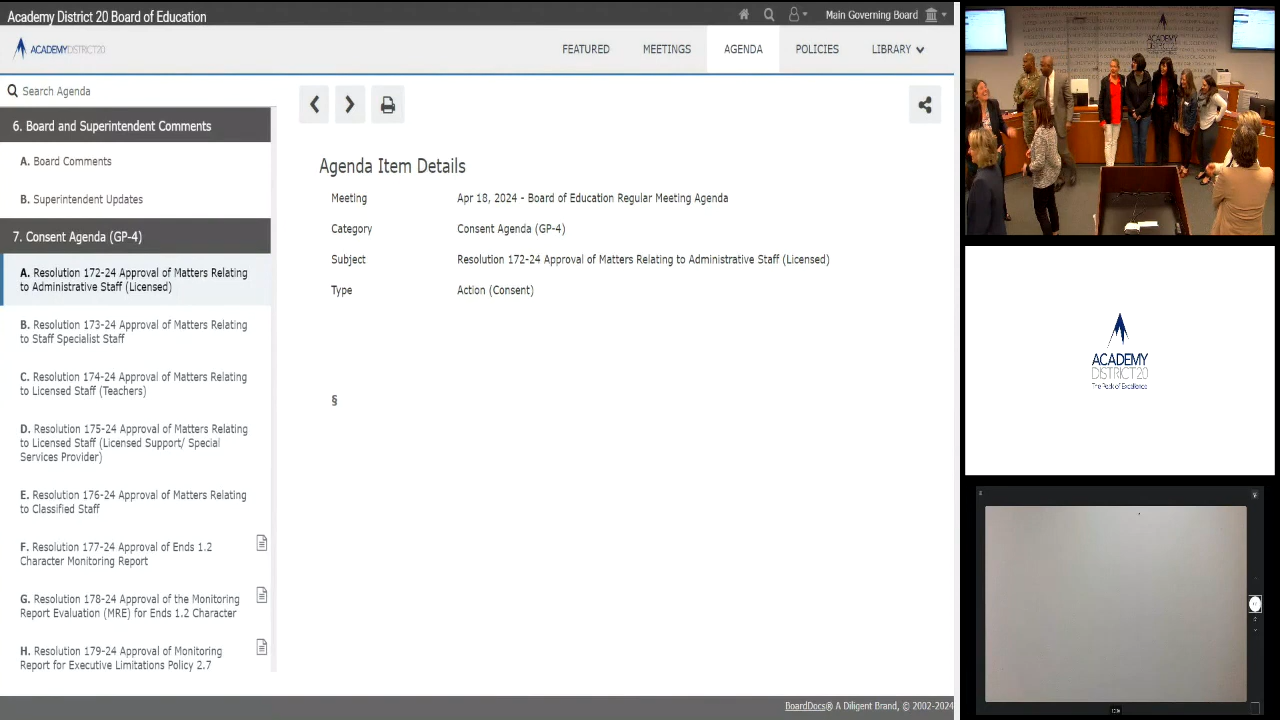 Academy District 20 Board of Education
Main Governing Board
ACADEMYDISTRICT20
FEATURED
MEETINGS
AGENDA
POLICIES
LIBRARY
Search Agenda
6. Board and Superintendent Comments
A. Board Comments
B. Superintendent Updates
7. Consent Agenda (GP-4)
A. Resolution 172-24 Approval of Matters Relating
to Administrative Staff (Licensed)
B. Resolution 173-24 Approval of Matters Relating
to Staff Specialist Staff
C. Resolution 174-24 Approval of Matters Relating
to Licensed Staff (Teachers)
D. Resolution 175-24 Approval of Matters Relating
to Licensed Staff (Licensed Support/ Special
Services Provider)
E. Resolution 176-24 Approval of Matters Relating
to Classified Staff
F. Resolution 177-24 Approval of Ends 1.2
Character Monitoring Report
G. Resolution 178-24 Approval of the Monitoring
Report Evaluation (MRE) for Ends 1.2 Character
H. Resolution 179-24 Approval of Monitoring
Report for Executive Limitations Policy 2.7
Agenda Item Details
Meeting Apr 18, 2024 - Board of Education Regular Meeting Agenda
Category Consent Agenda (GP-4)
Subject Resolution 172-24 Approval of Matters Relating to Administrative Staff (Licensed)
Type Action (Consent)
§
BoardDocs® A Diligent Brand, © 2002-2024
ACADEMY
DISTRICT20
ACADEMY
DISTRICT20
The Peak of Excellence